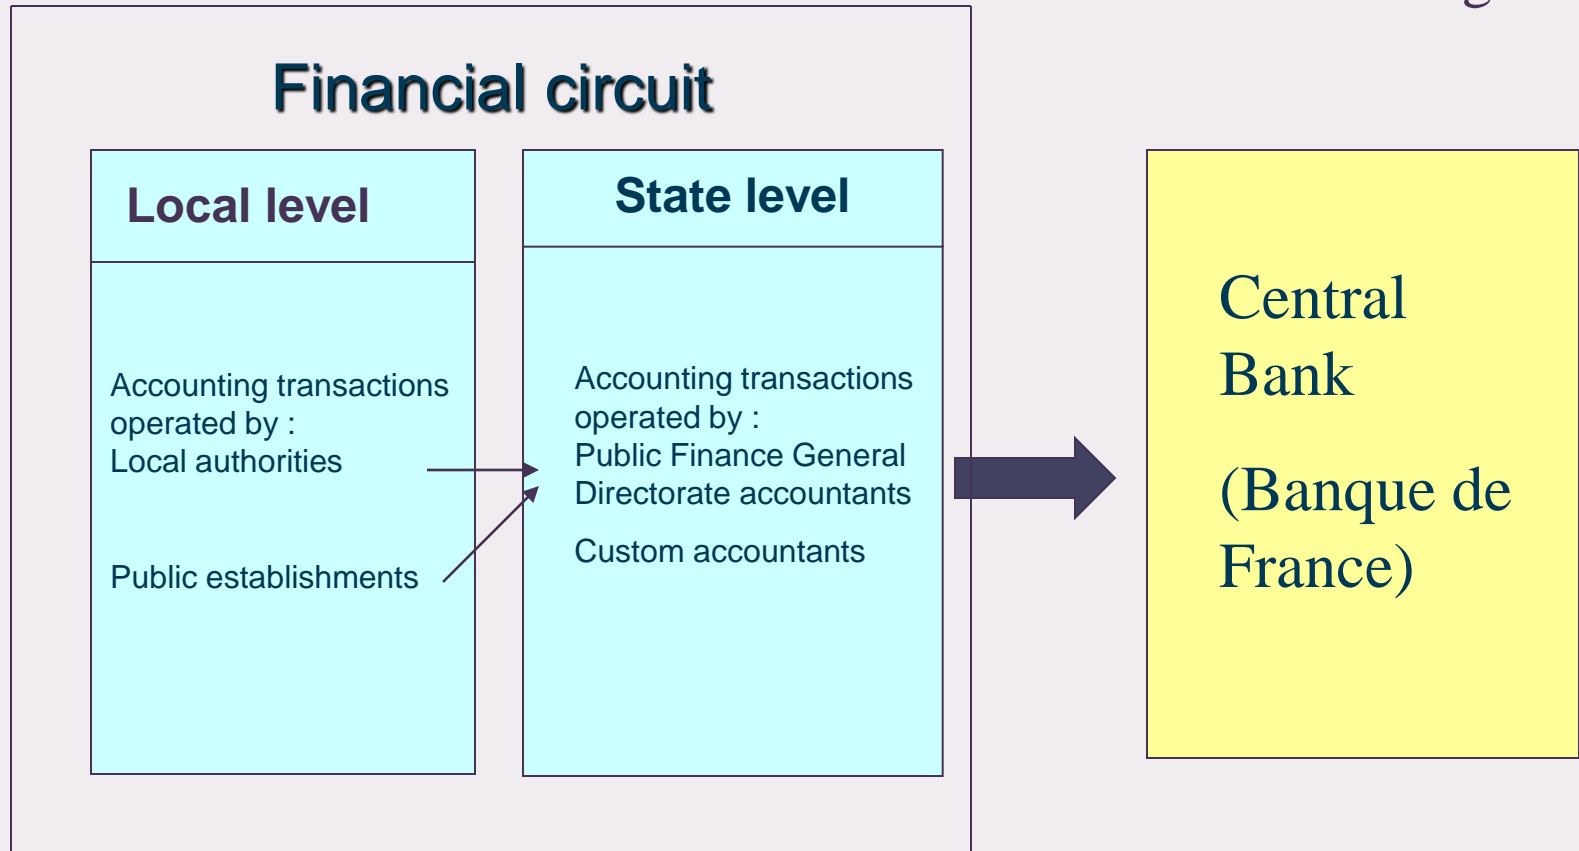 Financial circuit
Local level
Accounting transactions
operated by :
Local authorities
Public establishments
State level
Accounting transactions
operated by :
Public Finance General
Directorate accountants
Custom accountants
Central
Bank
(Banque de
France)